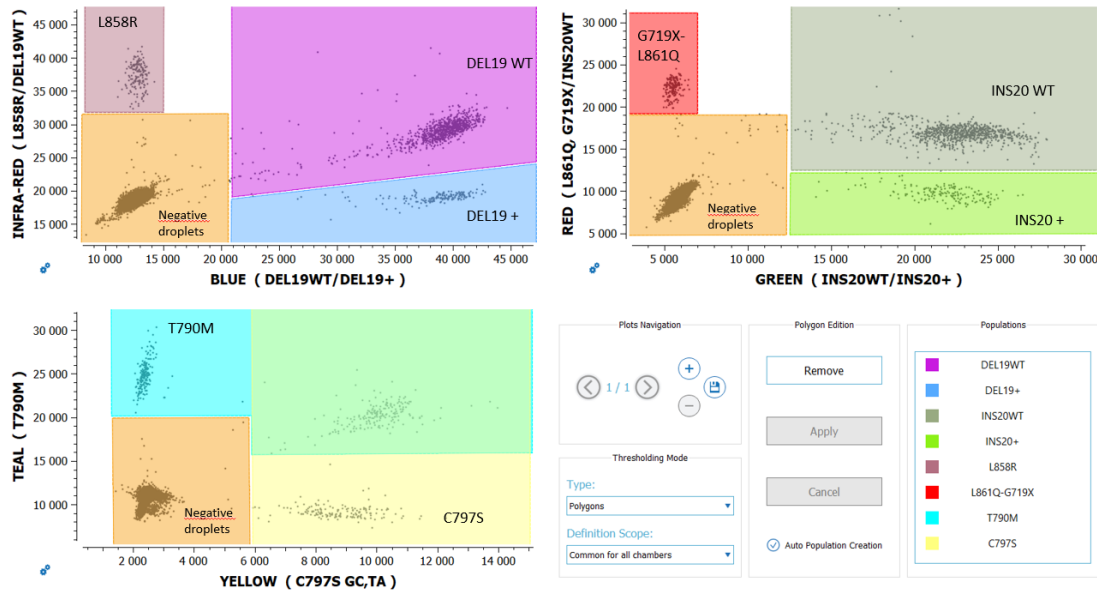 INFRA-RED ( L858R/DEL19WT)
45 000
40 000
35 000
30 000
25 000
20 000
15 000
L858R
DEL19 WT
Negative
droplets
DEL19 +
10 000 15 000 20 000 25 000 30 000 35 000 40 000 45 000
BLUE ( DEL19WT/DEL19+)
RED ( L861Q, G719X/INS20WT)
30 000
25 000
20 000
15 000
10 000
5 000
G719X-
L861Q
INS20 WT
Negative
droplets
INS20 +
5 000 10 000 15 000 20 000 25 000 30 000
GREEN ( INS20WT/INS20+)
TEAL ( T790M)
30 000
25 000
20 000
15 000
10 000
T790M
Negative
droplets
C797S
2 000 4 000 6 000 8 000 10 000 12 000 14 000
YELLOW ( C797S GC,TA)
Plots Navigation
1 / 1
Thresholding Mode
Type:
Polygons
Definition Scope:
Common for all chambers
Polygon Edition
Remove
Apply
Cancel
Auto Population Creation
Populations
DEL19WT
DEL19+
INS20WT
INS20+
L858R
L861Q-G719X
T790M
C797S